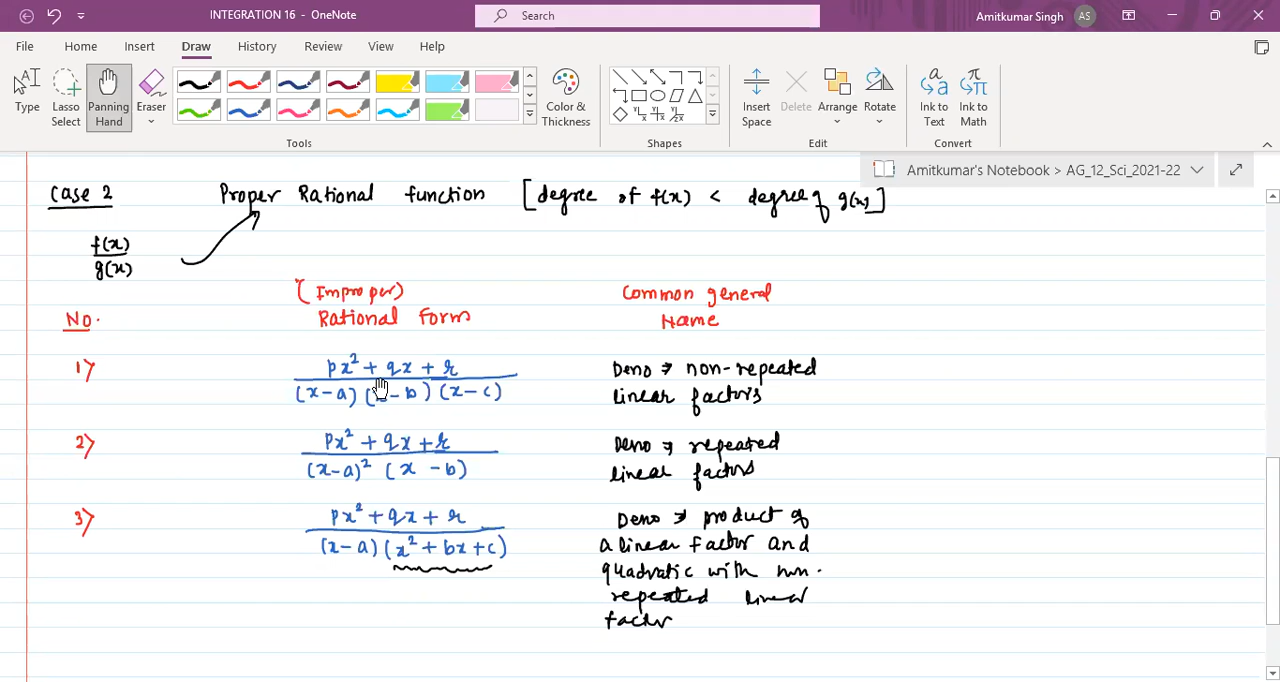 INTEGRATION 16 - OneNote
Search
Amitkumar Singh AS
File Home Insert Draw History Review View Help
Type
Lasso Select
Panning Hand
Eraser
Color & Thickness
Insert Space
Delete
Arrange
Rotate
Ink to Text
Ink to Math
Tools
Shapes
Edit
Convert
Amitkumar's Notebook > AG_12_Sci_2021-22
Case 2 Proper Rational function [degree of f(x) < degree of g(x)]
f(x)
g(x)
(Improper) Common general
No. Rational Form Name
1) px² + qx + r Deno → non-repeated
(x-a) ( - b) (x-c) linear factors
2) px² + qx + r Deno → repeated
(x-a)² (x - b) linear factors
3) px² + qx + r Deno → product of
(x-a) (x² + bx + c) a linear factor and
quadratic with non-
repeated linear
factor